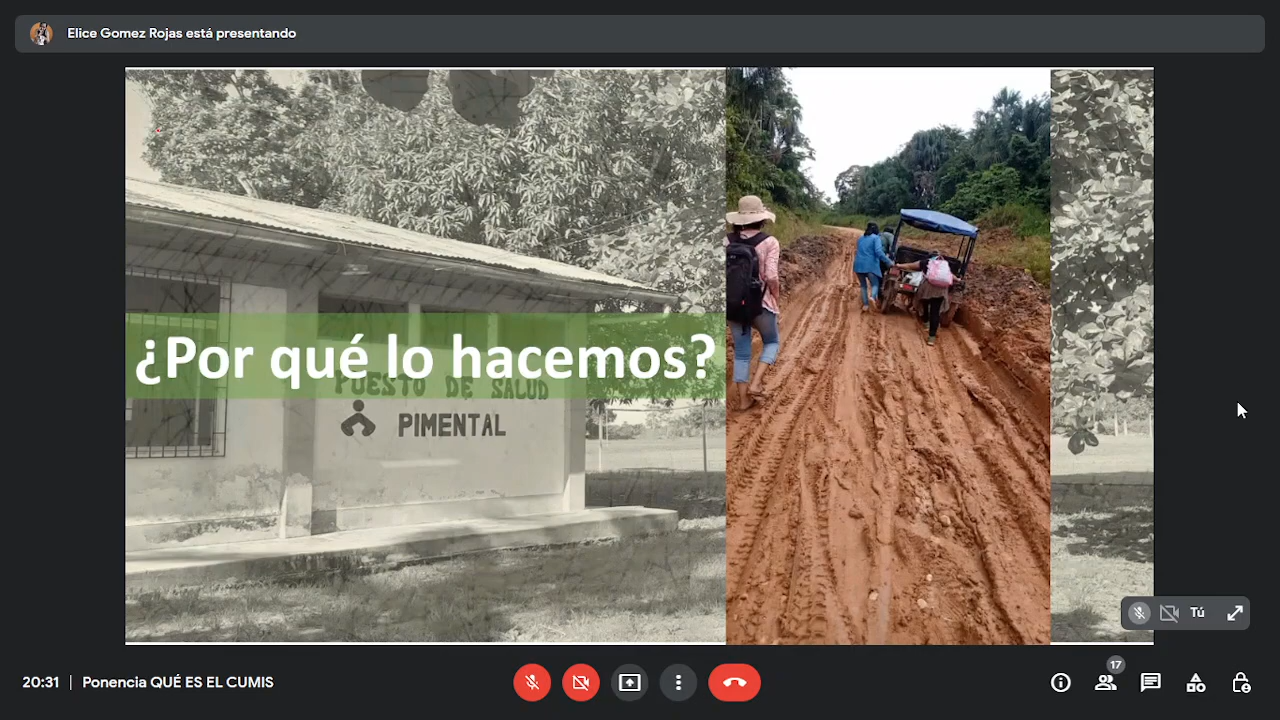 Elice Gomez Rojas está presentando
¿Por qué lo hacemos?
PUESTO DE SALUD
PIMENTAL
Tú
20:31 | Ponencia QUÉ ES EL CUMIS
17